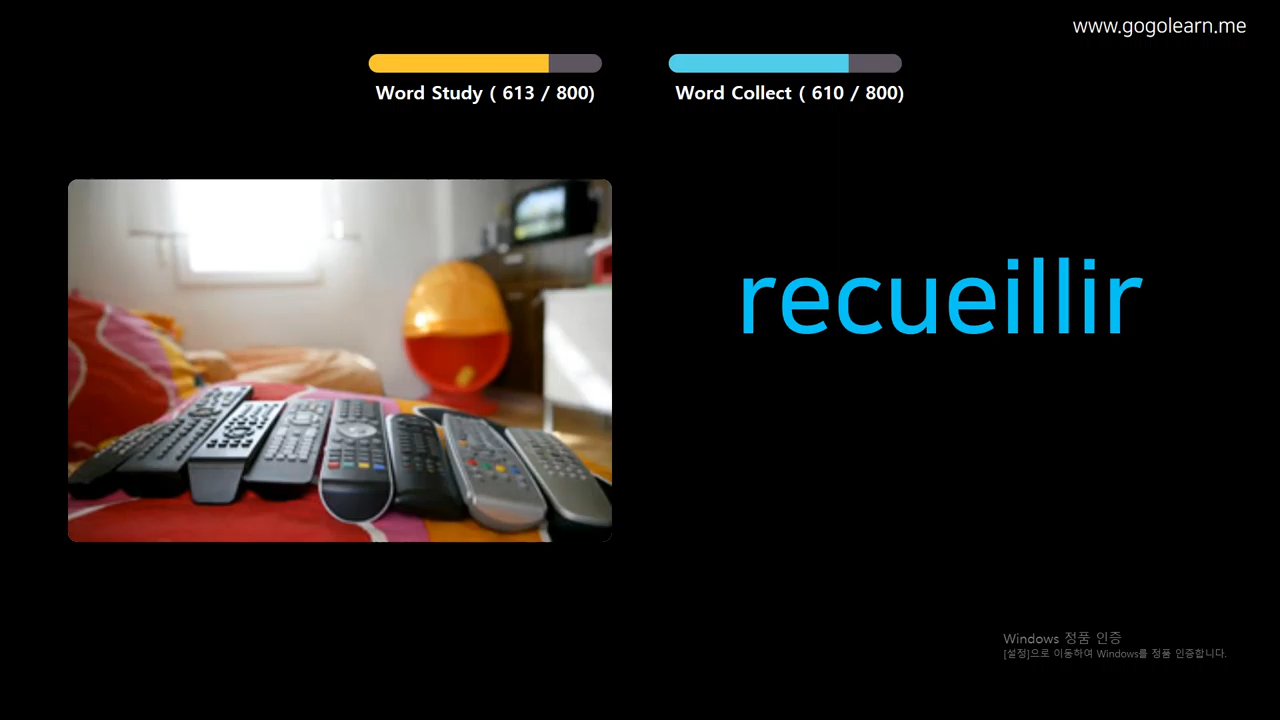 www.gogolearn.me
Word Study ( 613 / 800)
Word Collect ( 610 / 800)
recueillir
Windows 정품 인증
[설정]으로 이동하여 Windows를 정품 인증합니다.